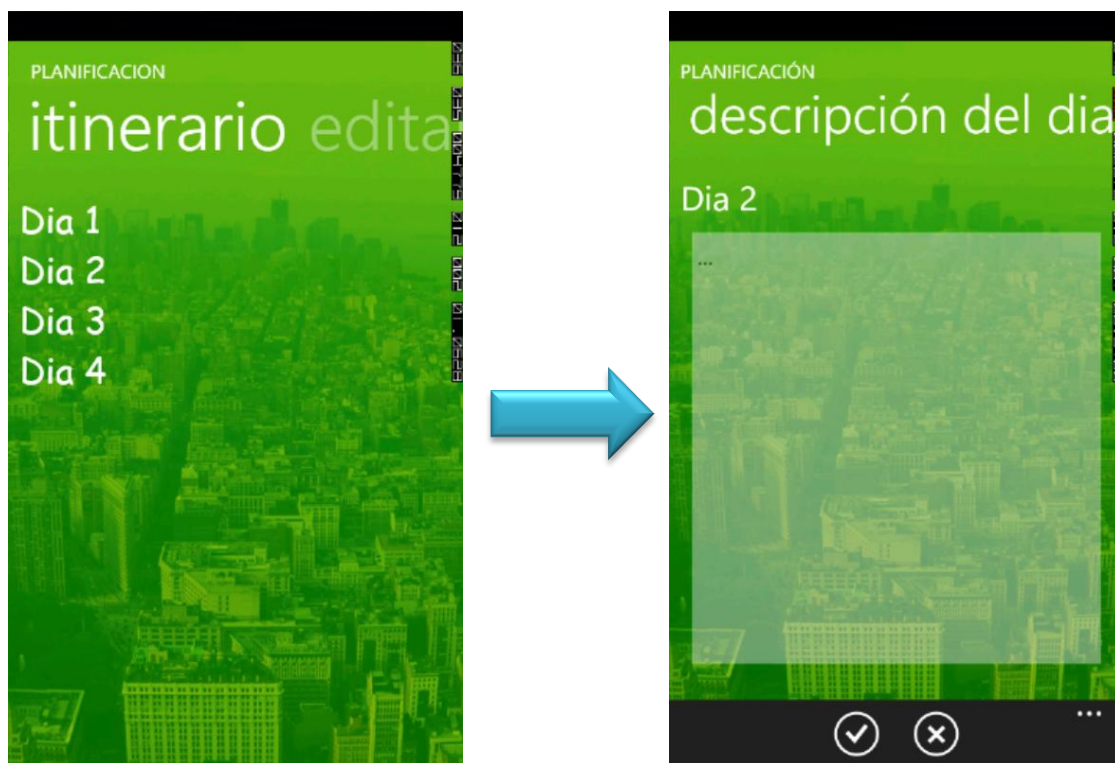 PLANIFICACION
itinerario edita
Dia 1
Dia 2
Dia 3
Dia 4
PLANIFICACIÓN
descripción del dia
Dia 2
...
...